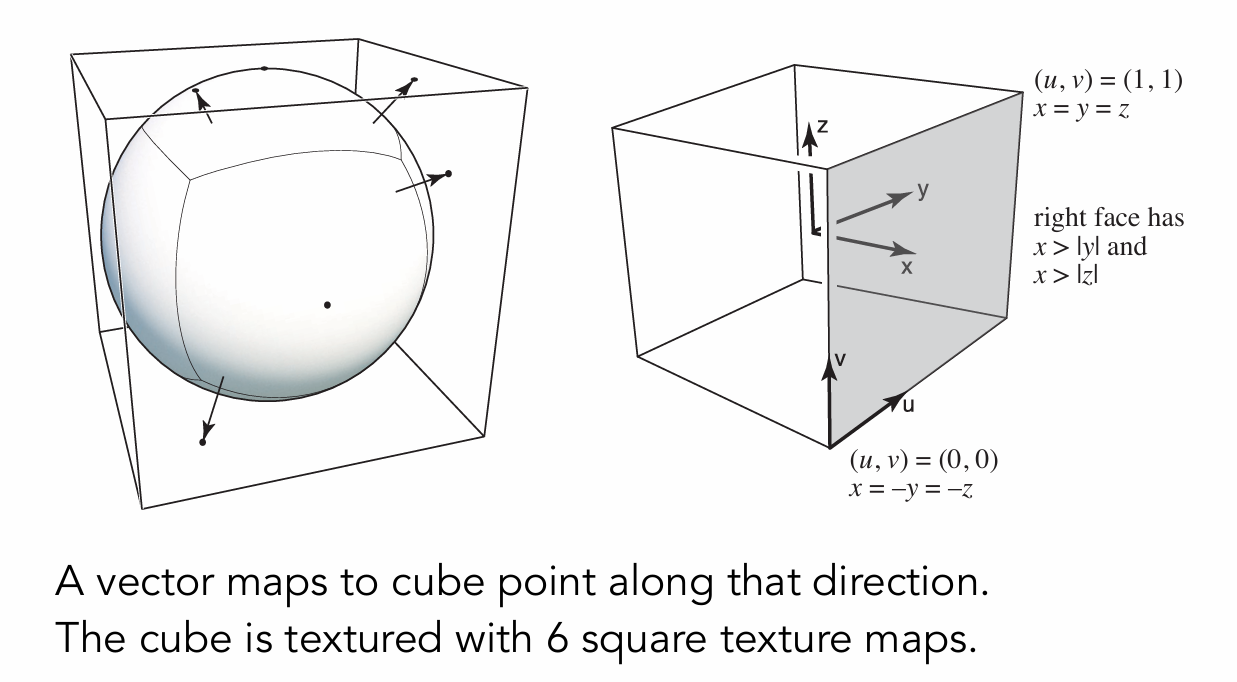 (u, v) = (1, 1)
x = y = z
z
y
x
right face has
x > |y| and
x > |z|
v
u
(u, v) = (0, 0)
x = –y = –z
A vector maps to cube point along that direction.
The cube is textured with 6 square texture maps.